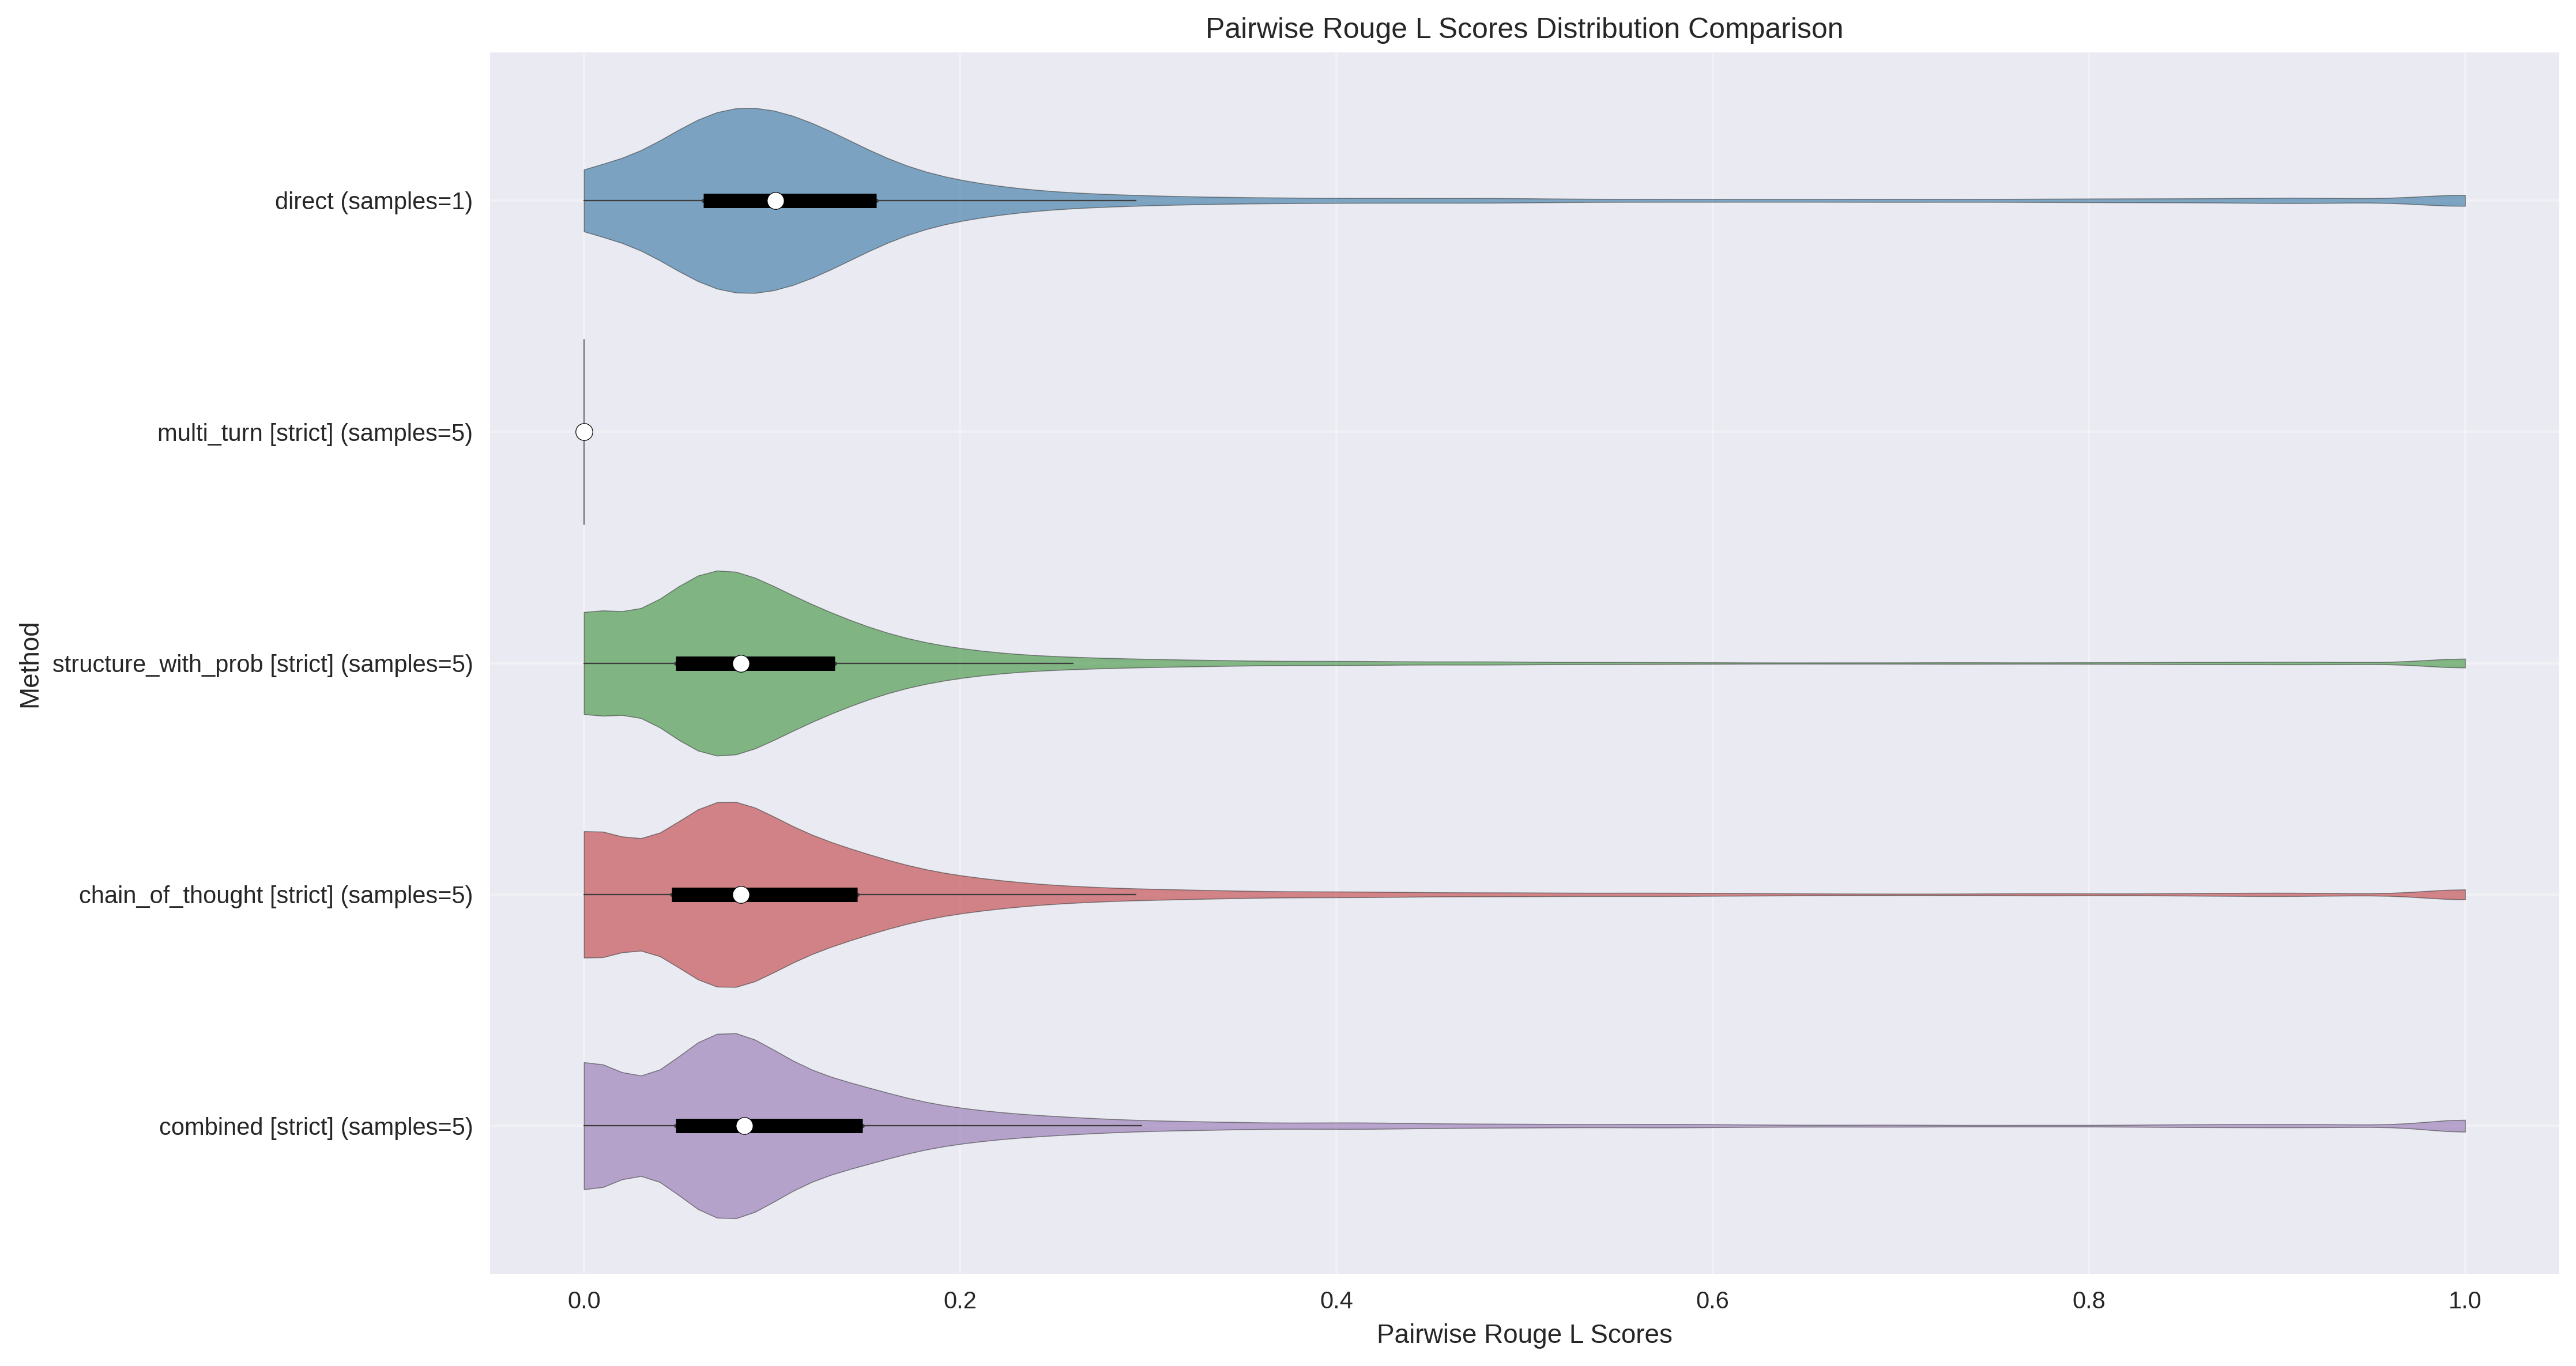 Pairwise Rouge L Scores Distribution Comparison
direct (samples=1)
multi_turn [strict] (samples=5)
structure_with_prob [strict] (samples=5)
chain_of_thought [strict] (samples=5)
combined [strict] (samples=5)
Method
0.0 0.2 0.4 0.6 0.8 1.0
Pairwise Rouge L Scores